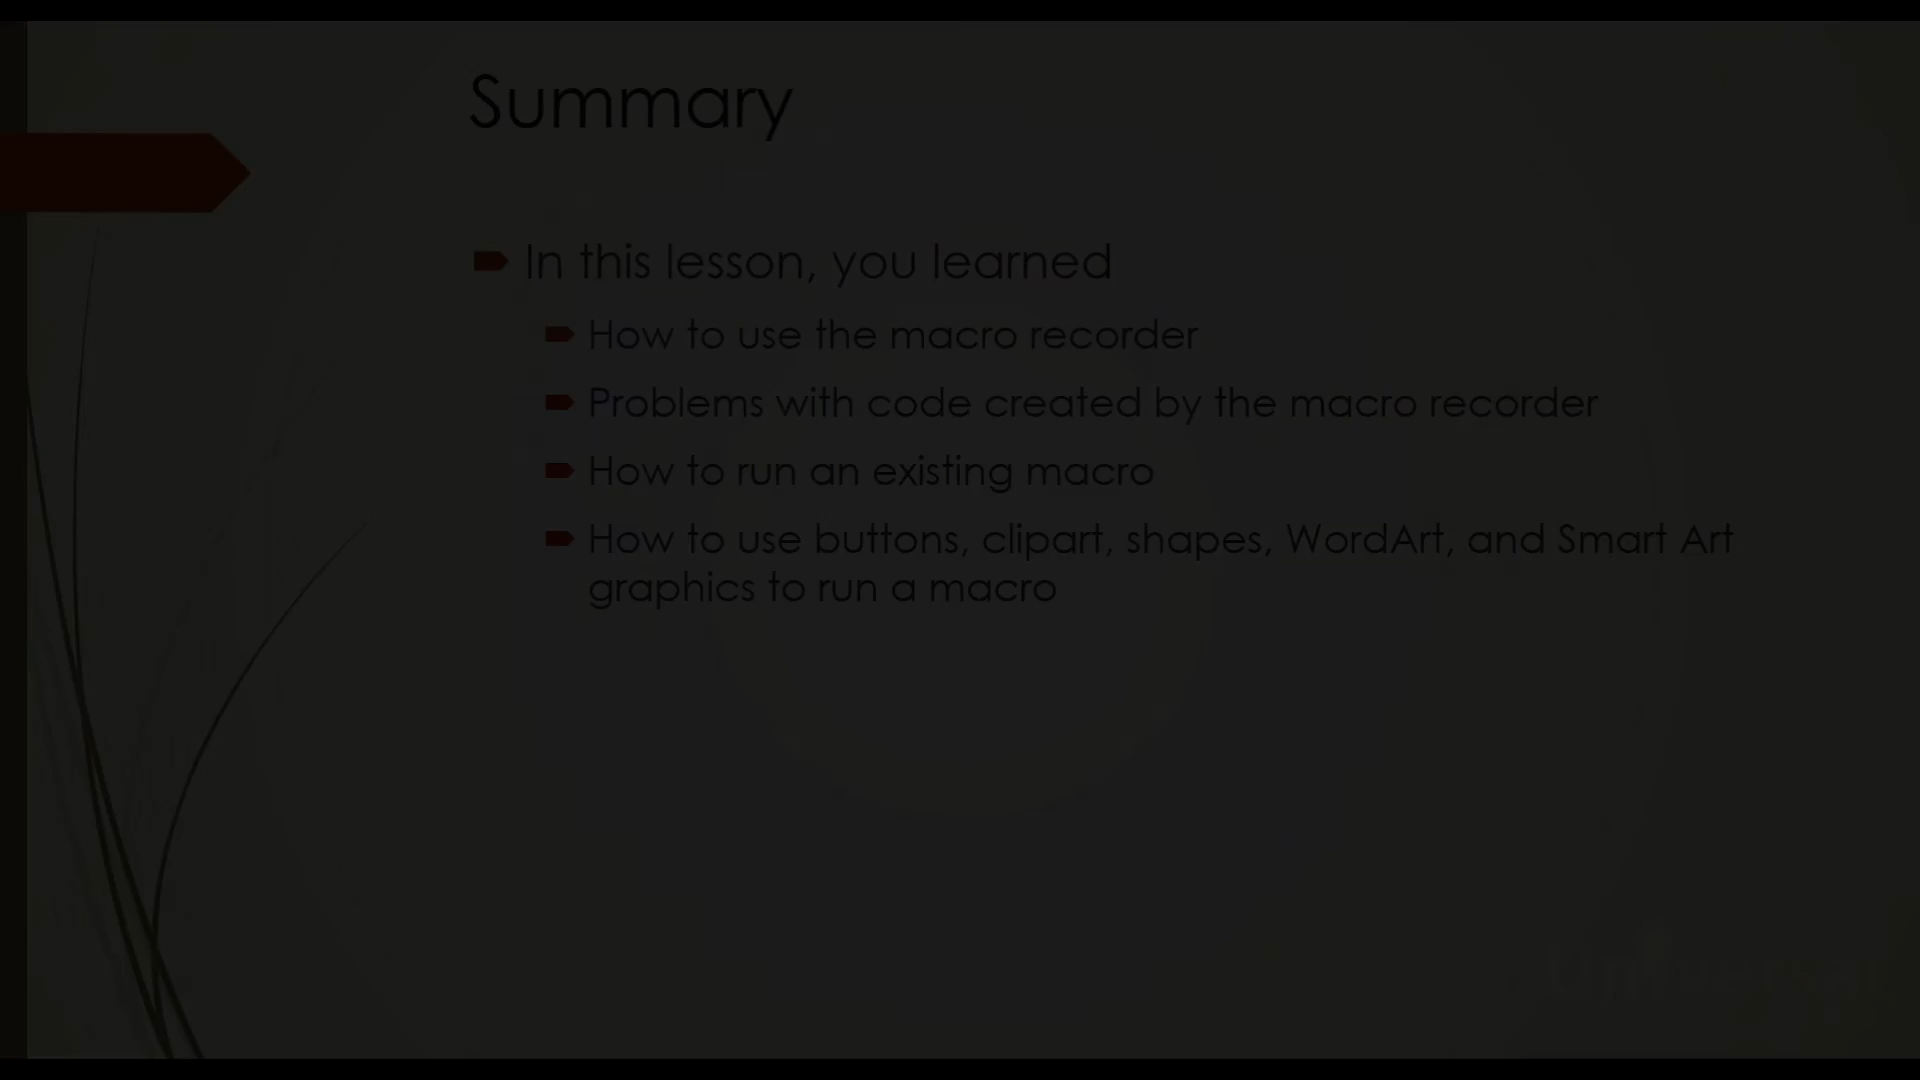 Summary
In this lesson, you learned
How to use the macro recorder
Problems with code created by the macro recorder
How to run an existing macro
How to use buttons, clipart, shapes, WordArt, and Smart Art
graphics to run a macro